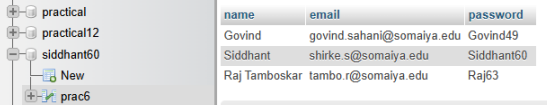 practical
practical12
siddhant60
New
prac6
name email password
Govind govind.sahani@somaiya.edu Govind49
Siddhant shirke.s@somaiya.edu Siddhant60
Raj Tamboskar tambo.r@somaiya.edu Raj63